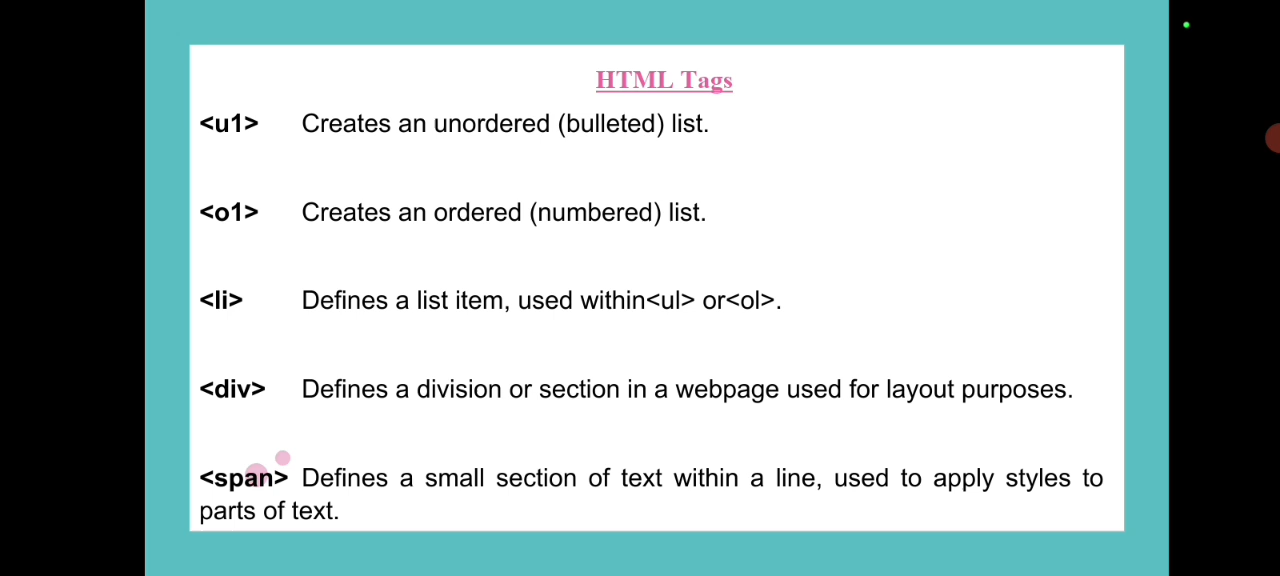 HTML Tags
<u1> Creates an unordered (bulleted) list.
<o1> Creates an ordered (numbered) list.
<li> Defines a list item, used within<ul> or<ol>.
<div> Defines a division or section in a webpage used for layout purposes.
<span> Defines a small section of text within a line, used to apply styles to
parts of text.